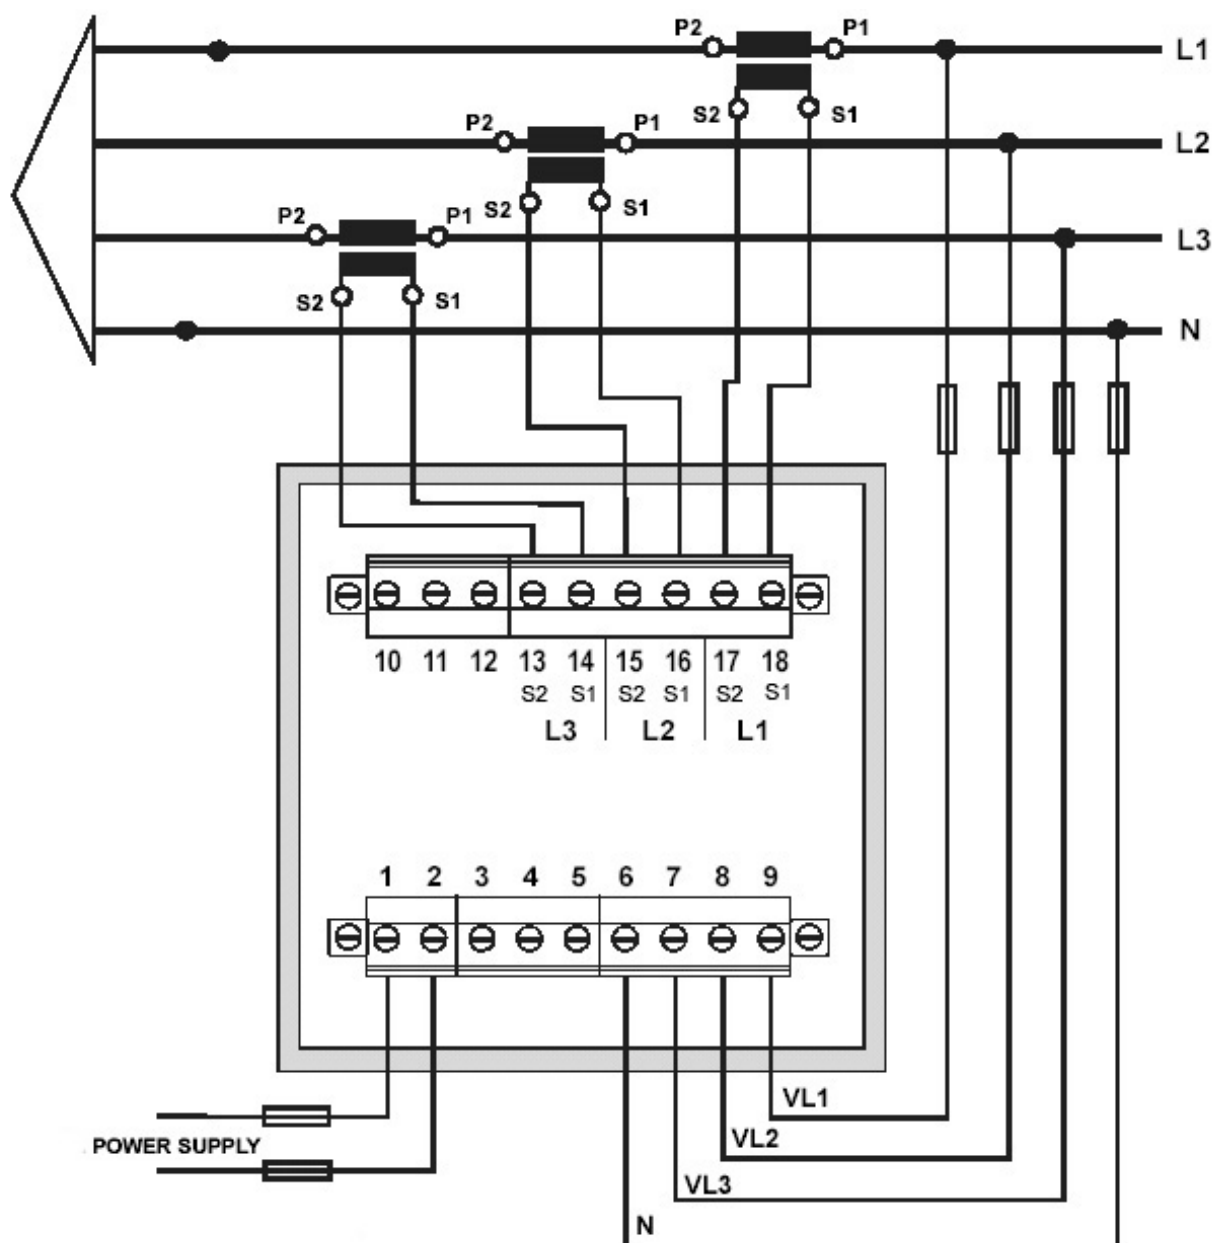 P2 P1 L1
S2 S1
P2 P1 L2
S2 S1
P2 P1 L3
S2 S1
N
10 11 12 13 14 15 16 17 18
S2 S1 S2 S1 S2 S1
L3 L2 L1
1 2 3 4 5 6 7 8 9
VL1
POWER SUPPLY VL2
VL3
N